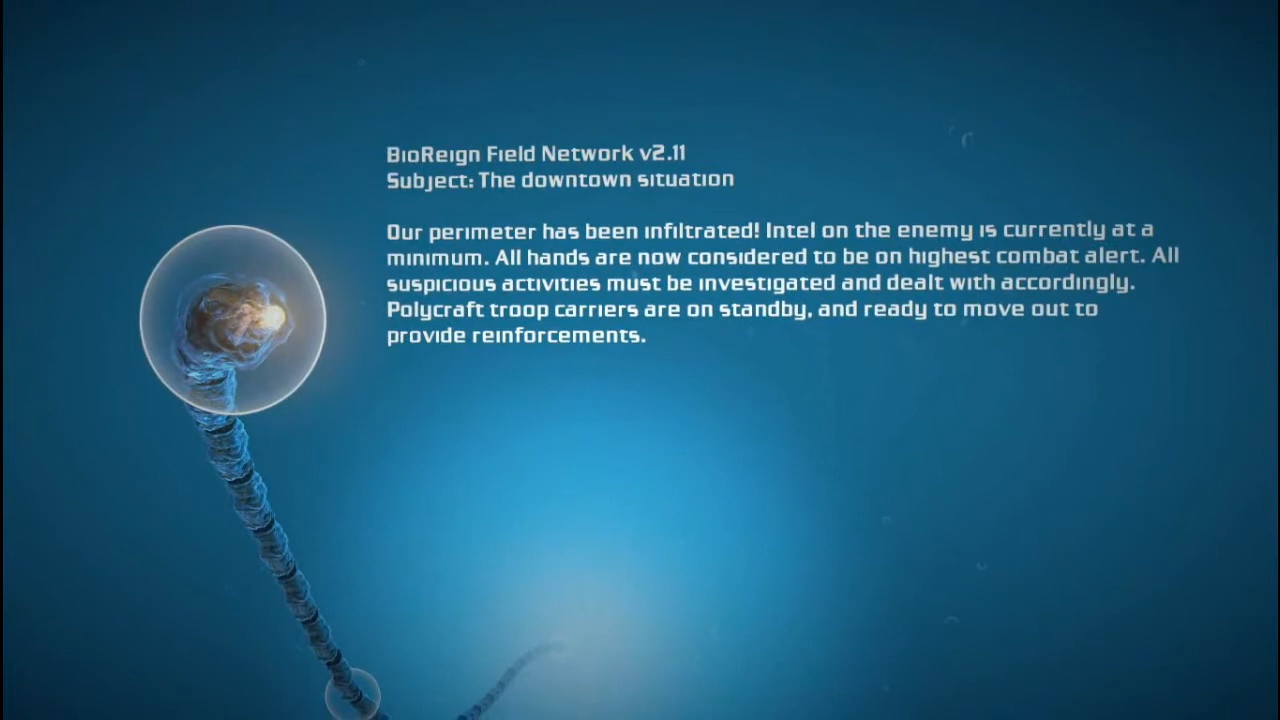 BioReign Field Network v2.11
Subject: The downtown situation
Our perimeter has been infiltrated! Intel on the enemy is currently at a
minimum. All hands are now considered to be on highest combat alert. All
suspicious activities must be investigated and dealt with accordingly.
Polycraft troop carriers are on standby, and ready to move out to
provide reinforcements.